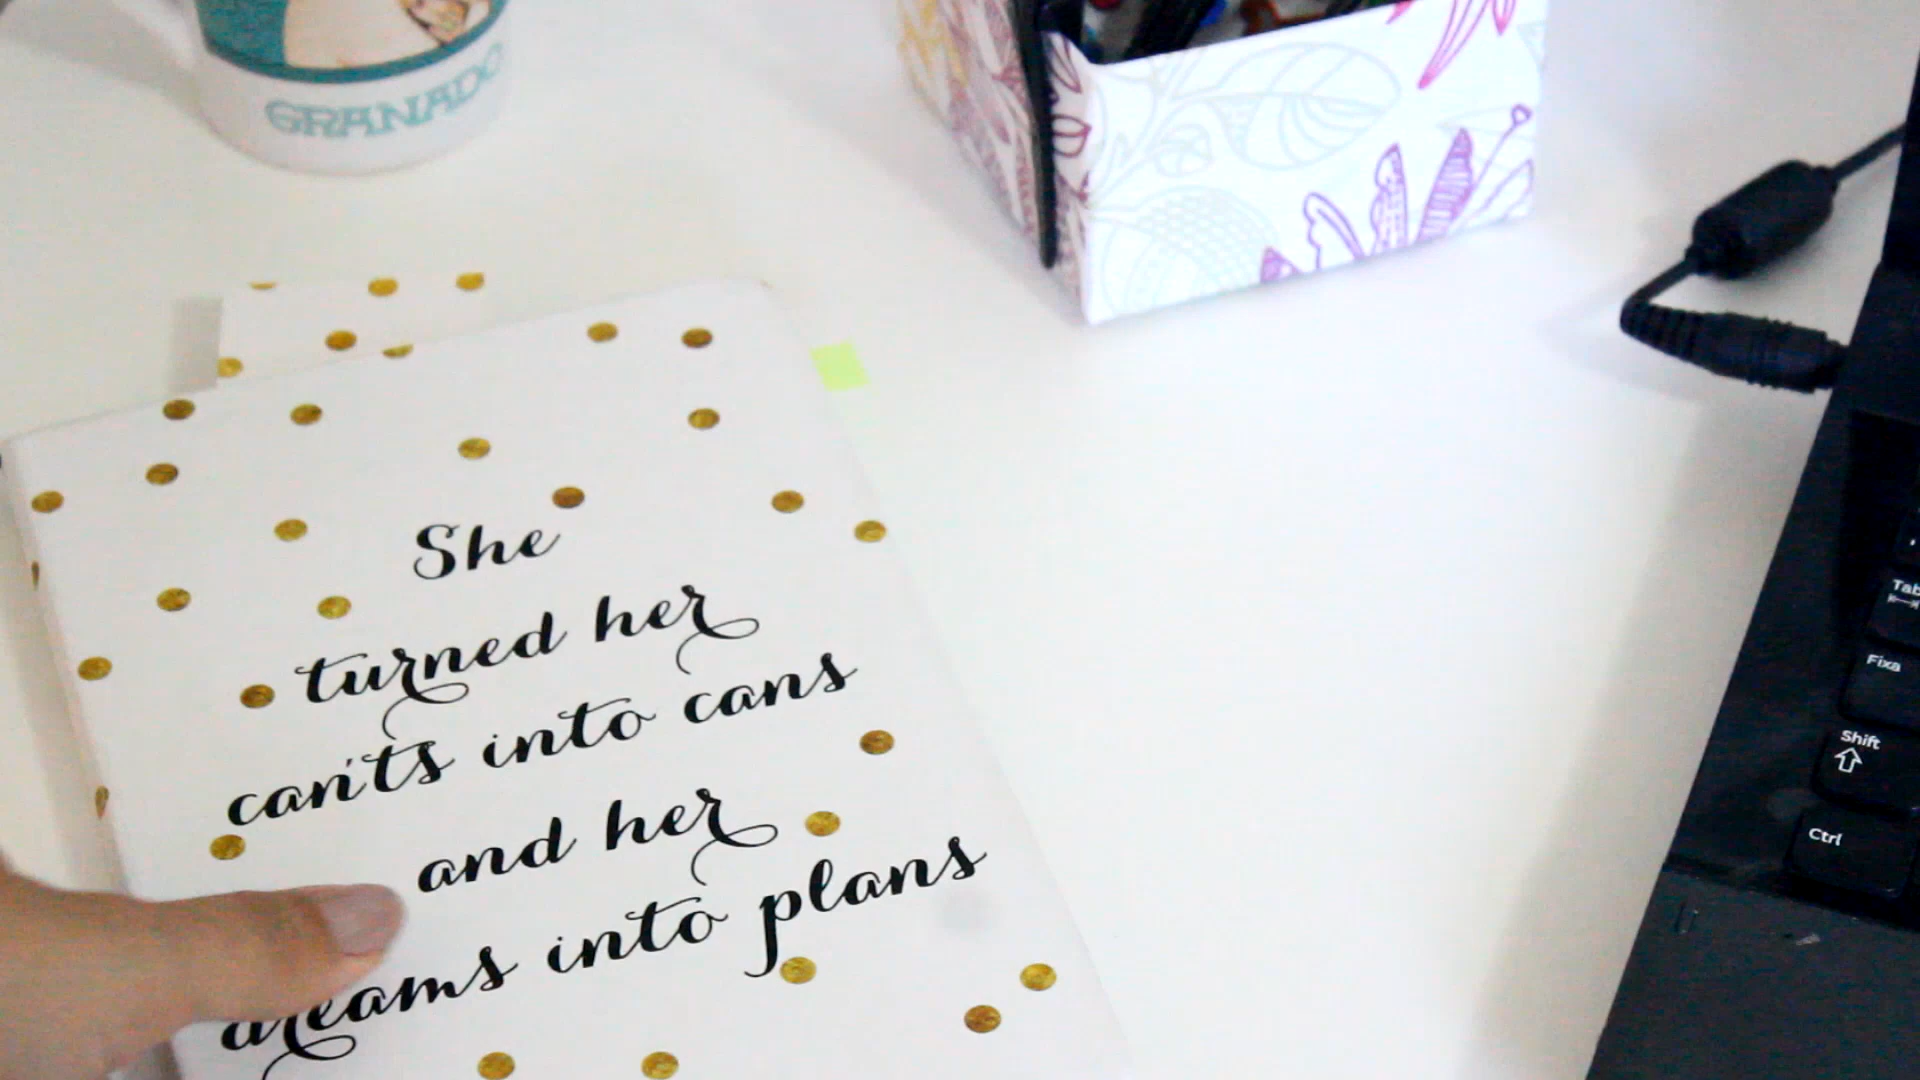 GRANADO
She
turned her
can'ts into cans
and her
dreams into plans
Tab
Fixa
Shift
Ctrl